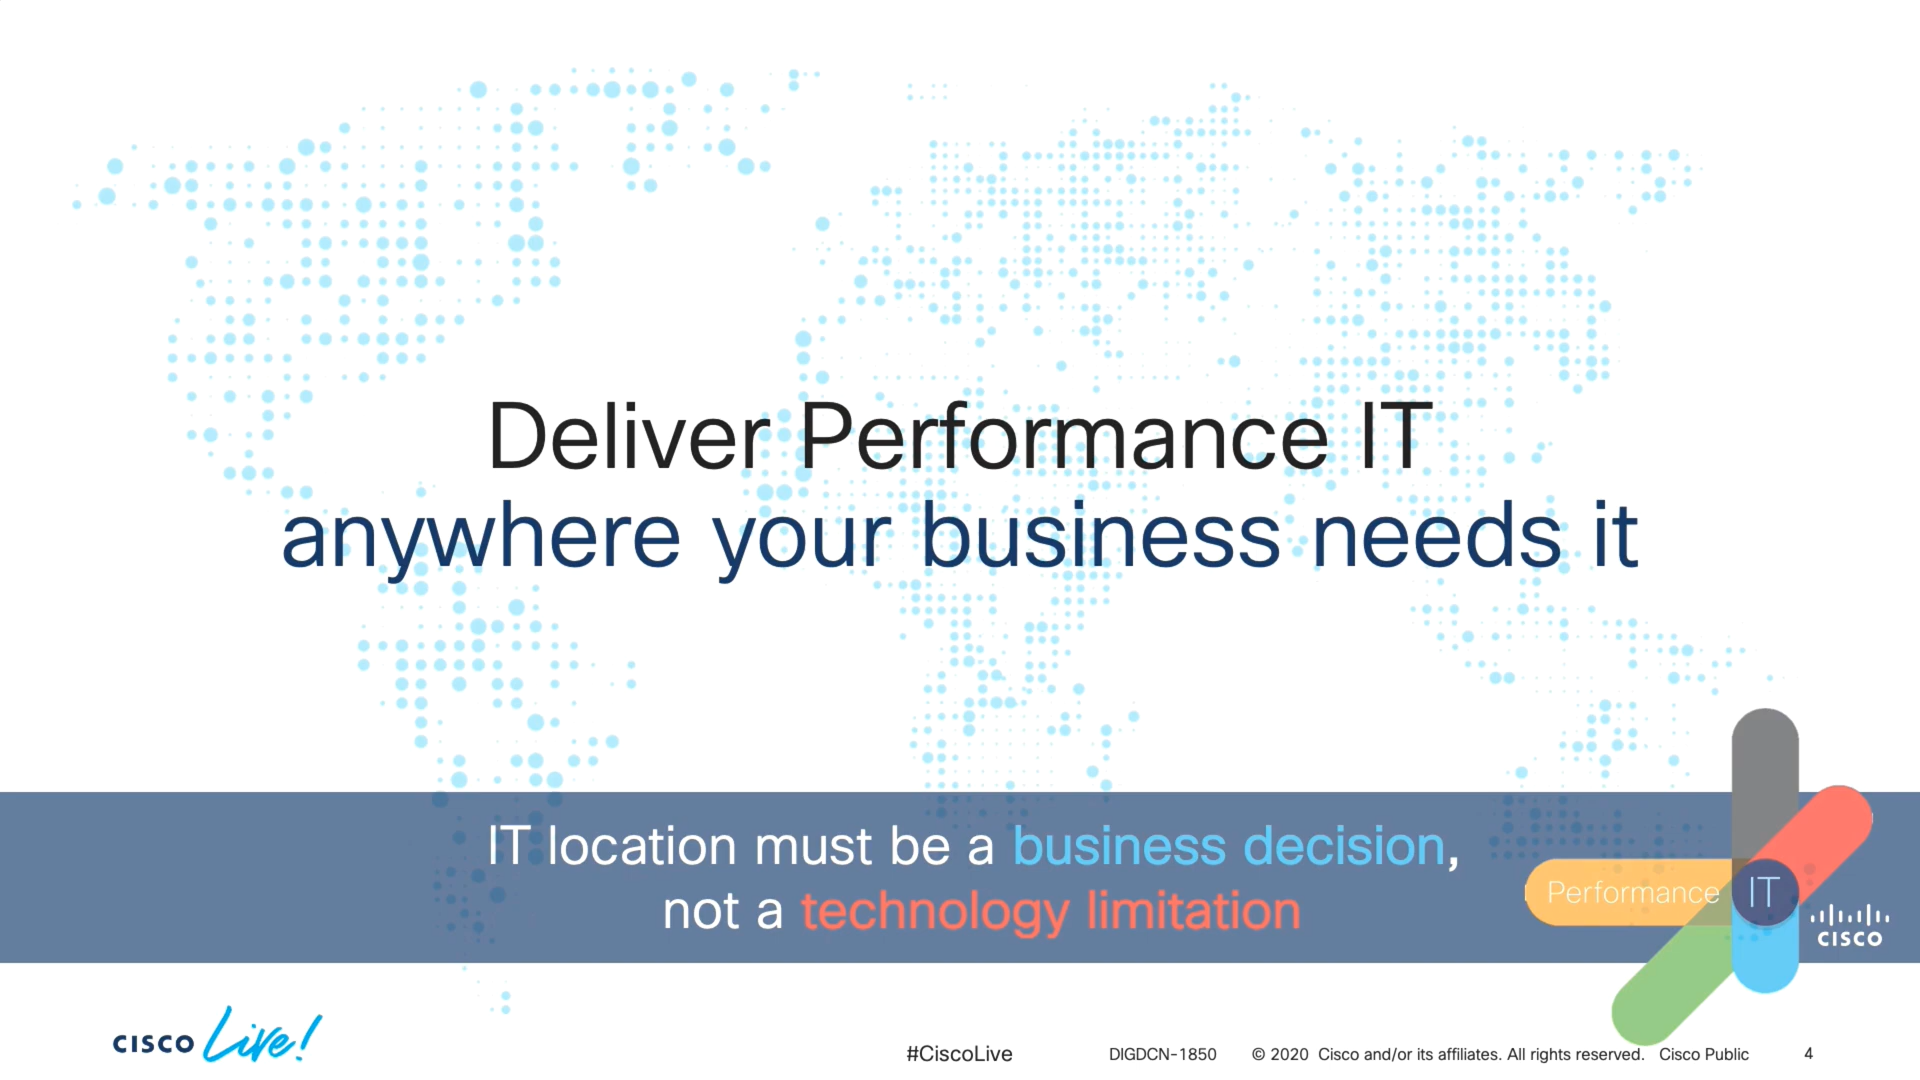 Deliver Performance IT
anywhere your business needs it
IT location must be a business decision,
not a technology limitation
Performance IT
CISCO
CISCO Live!
#CiscoLive
DIGDCN-1850
© 2020 Cisco and/or its affiliates. All rights reserved. Cisco Public
4